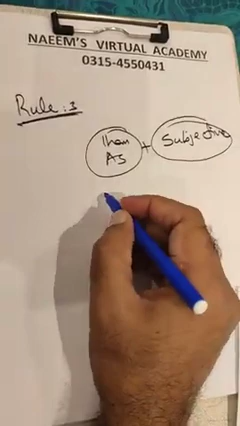 NAEEM'S VIRTUAL ACADEMY
0315-4550431
Rule:3
Than + Subjective
AS